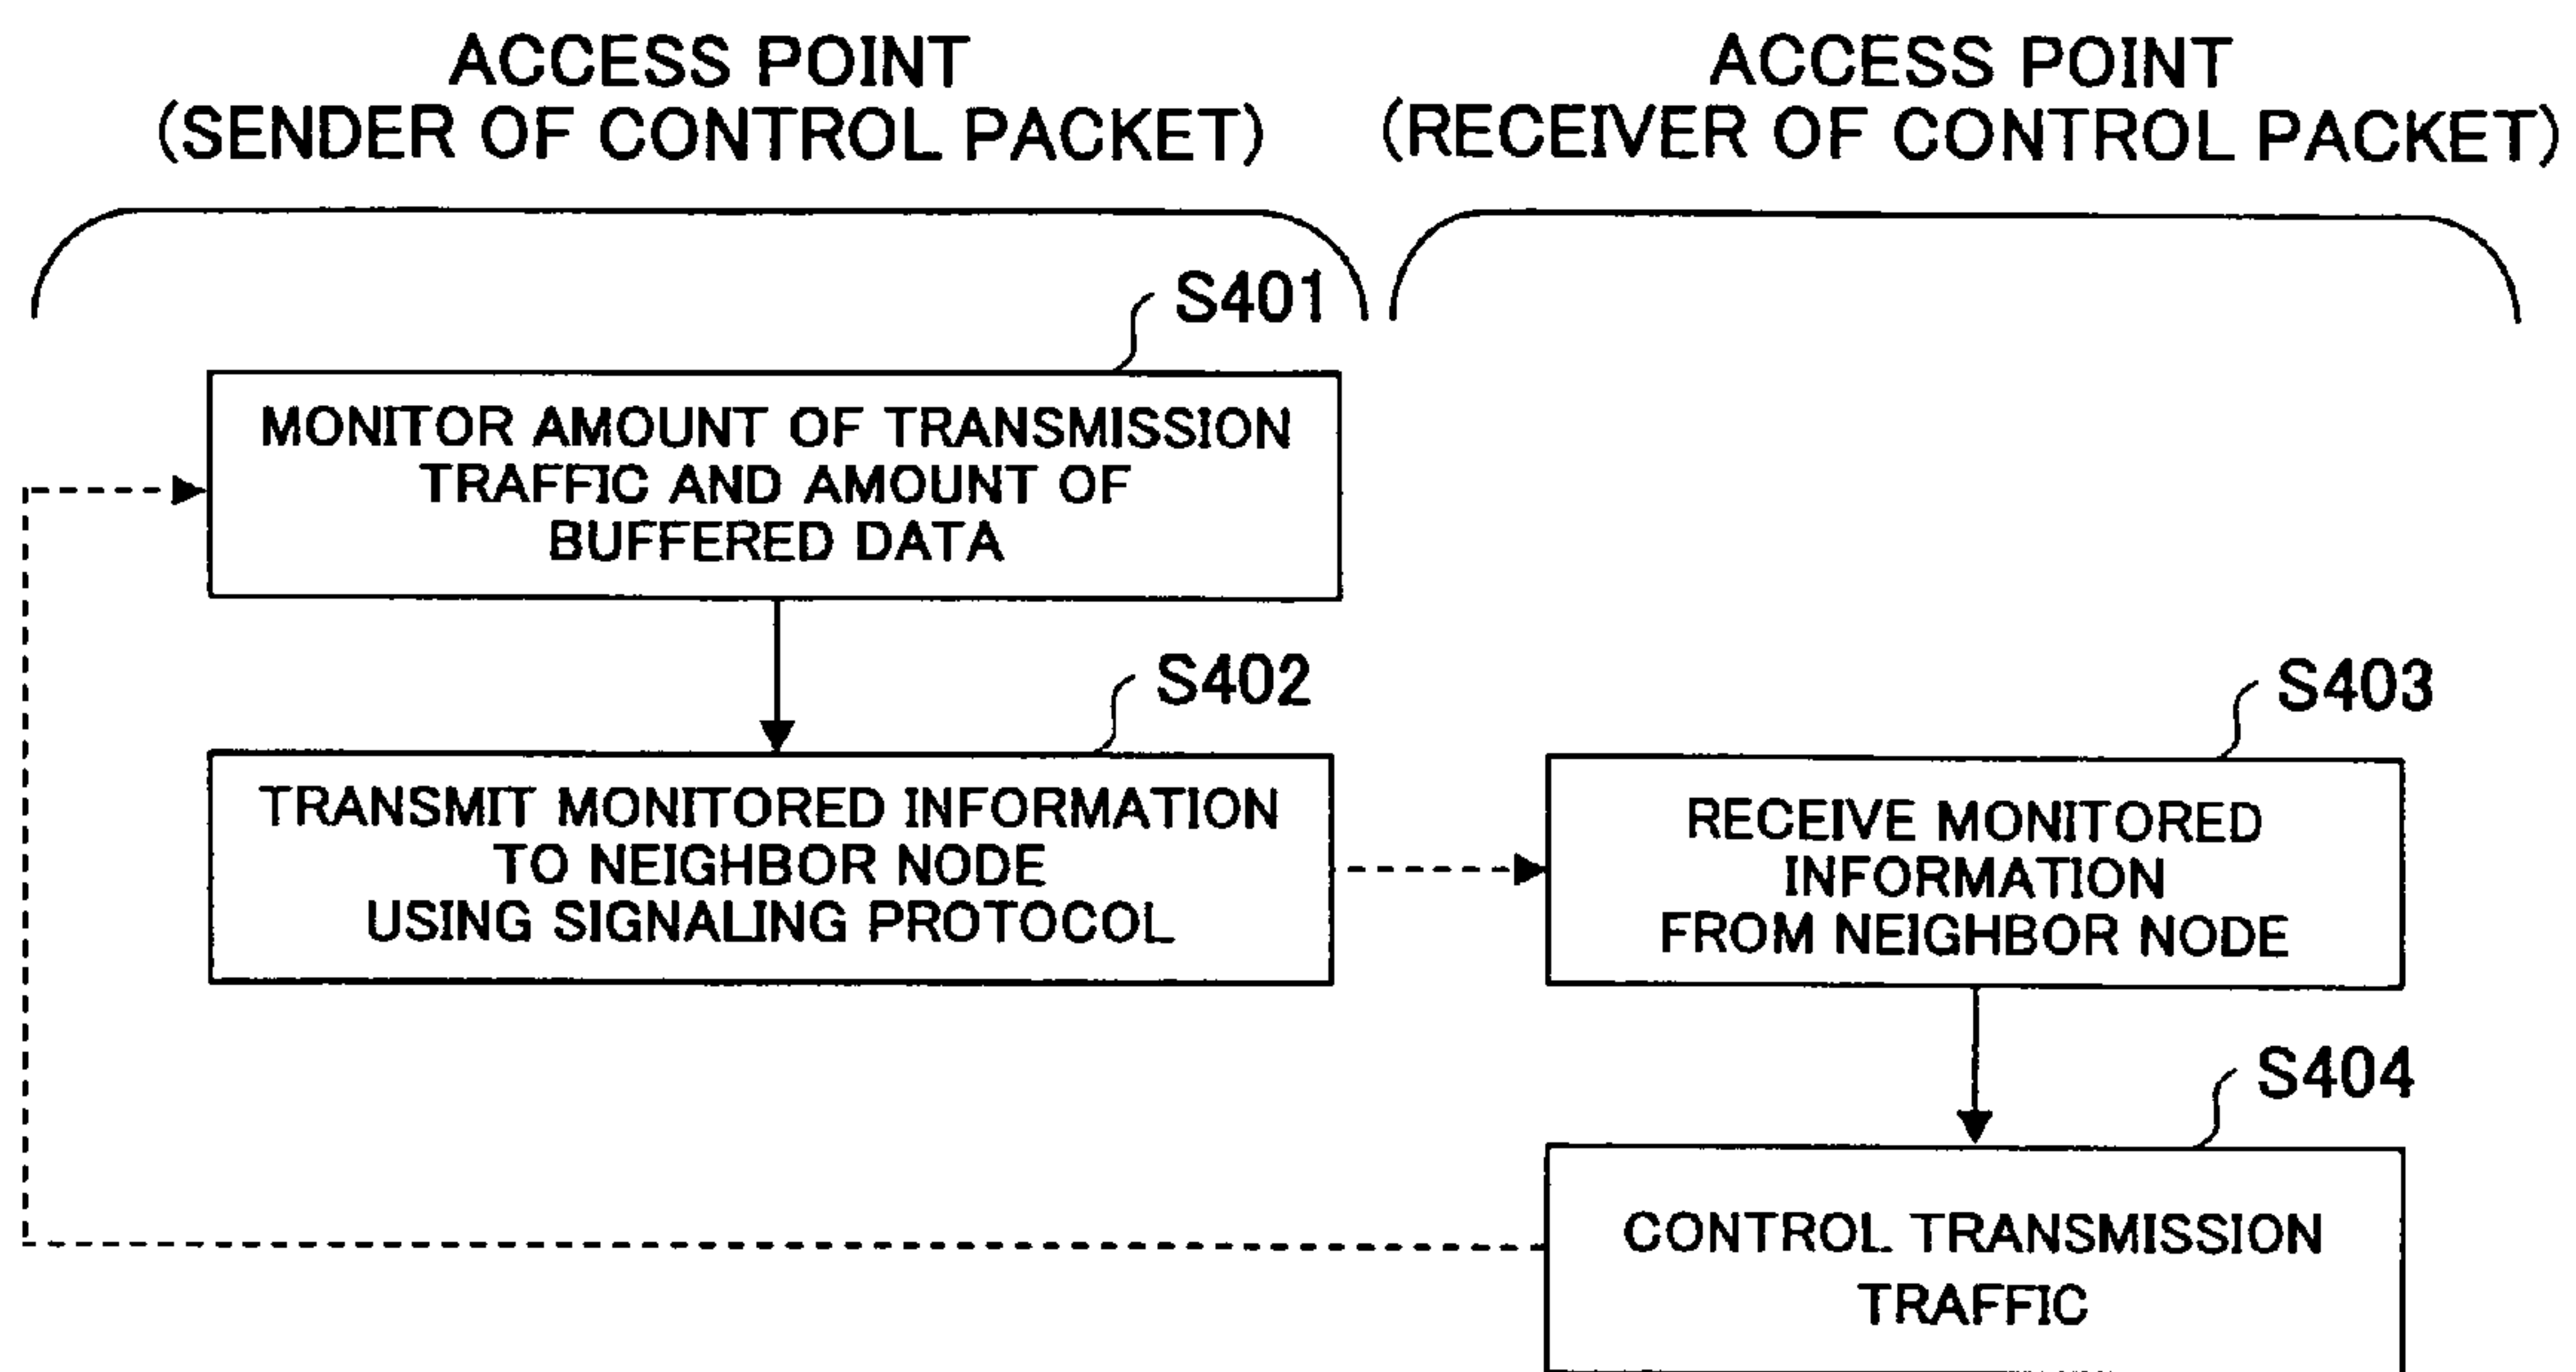 ACCESS POINT
(SENDER OF CONTROL PACKET)
ACCESS POINT
(RECEIVER OF CONTROL PACKET)
S401
MONITOR AMOUNT OF TRANSMISSION
TRAFFIC AND AMOUNT OF
BUFFERED DATA
S402
TRANSMIT MONITORED INFORMATION
TO NEIGHBOR NODE
USING SIGNALING PROTOCOL
S403
RECEIVE MONITORED
INFORMATION
FROM NEIGHBOR NODE
S404
CONTROL TRANSMISSION
TRAFFIC